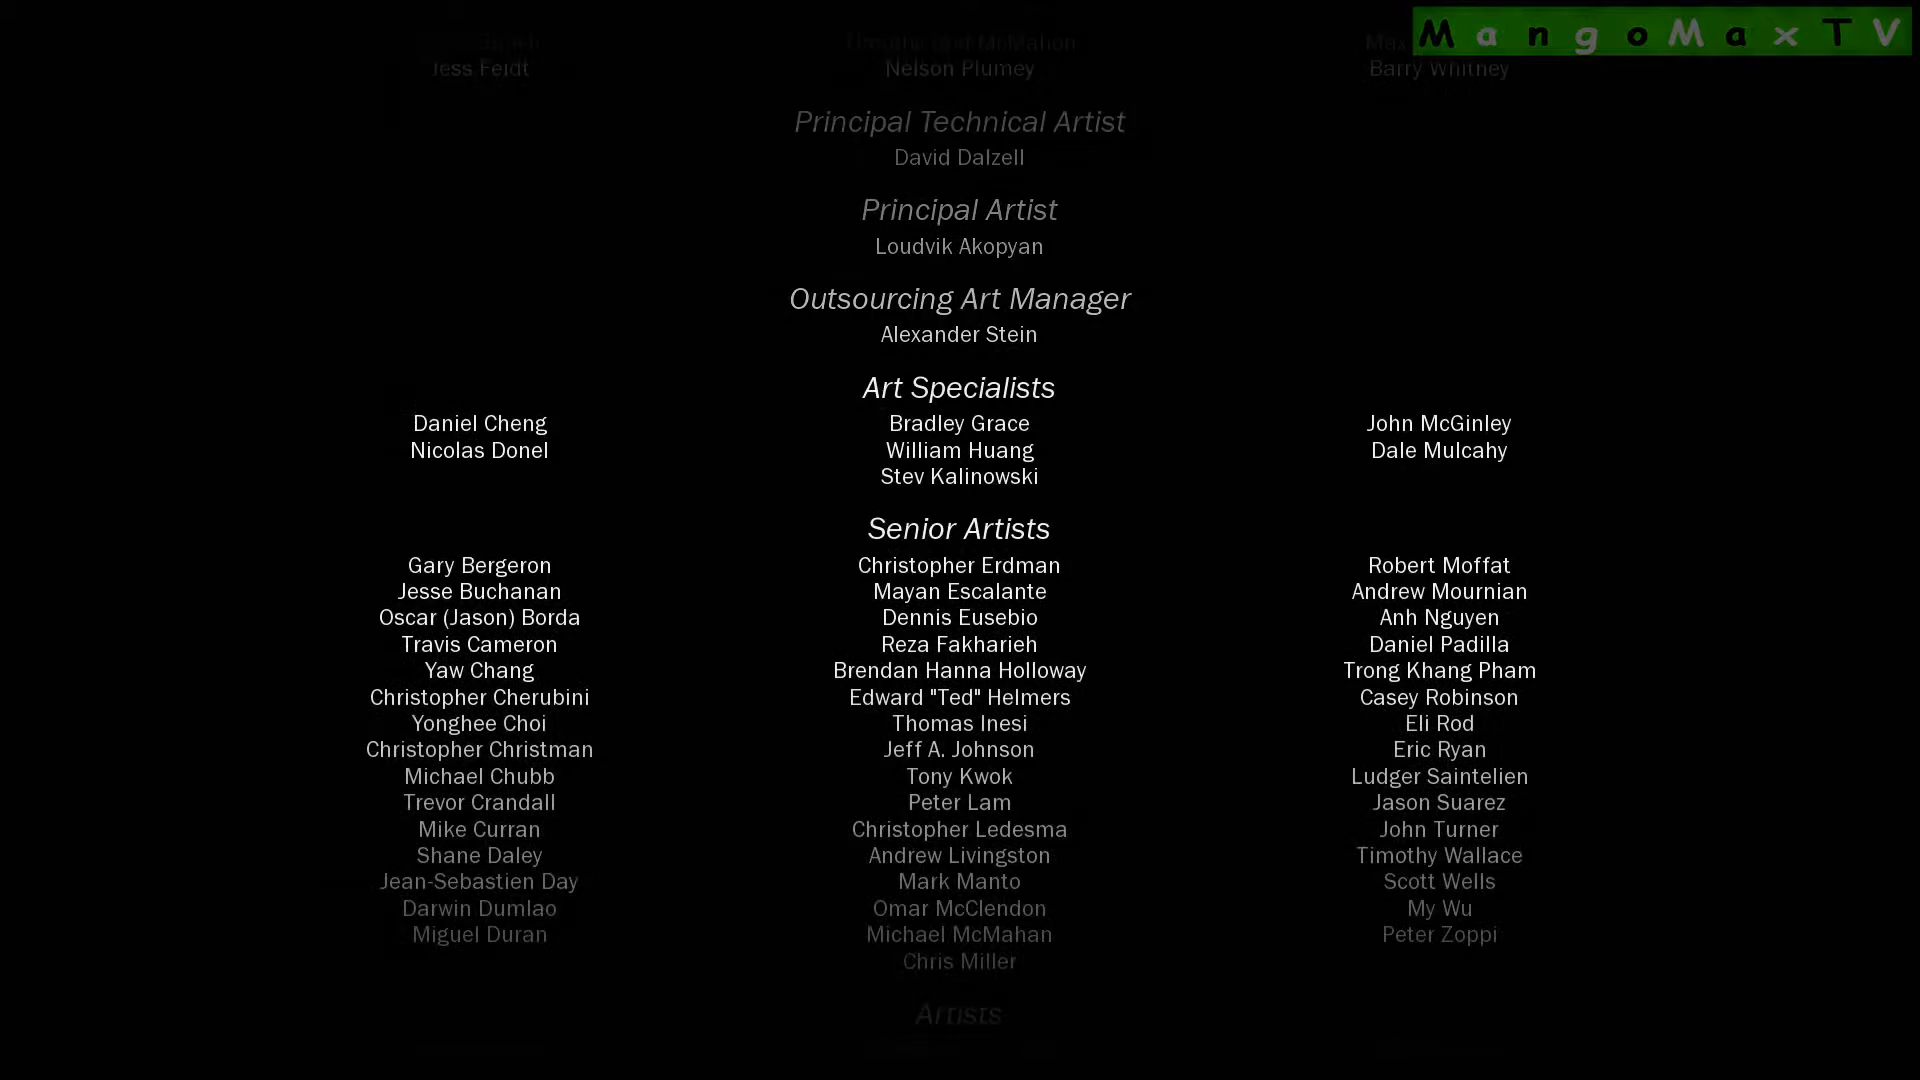 MangoMaxTV
Jess Feidt
Nelson Plumey
Barry Whitney
Principal Technical Artist
David Dalzell
Principal Artist
Loudvik Akopyan
Outsourcing Art Manager
Alexander Stein
Art Specialists
Daniel Cheng
Nicolas Donel
Bradley Grace
William Huang
Stev Kalinowski
John McGinley
Dale Mulcahy
Senior Artists
Gary Bergeron
Jesse Buchanan
Oscar (Jason) Borda
Travis Cameron
Yaw Chang
Christopher Cherubini
Yonghee Choi
Christopher Christman
Michael Chubb
Trevor Crandall
Mike Curran
Shane Daley
Jean-Sebastien Day
Darwin Dumlao
Miguel Duran
Christopher Erdman
Mayan Escalante
Dennis Eusebio
Reza Fakharieh
Brendan Hanna Holloway
Edward "Ted" Helmers
Thomas Inesi
Jeff A. Johnson
Tony Kwok
Peter Lam
Christopher Ledesma
Andrew Livingston
Mark Manto
Omar McClendon
Michael McMahan
Chris Miller
Robert Moffat
Andrew Mournian
Anh Nguyen
Daniel Padilla
Trong Khang Pham
Casey Robinson
Eli Rod
Eric Ryan
Ludger Saintelien
Jason Suarez
John Turner
Timothy Wallace
Scott Wells
My Wu
Peter Zoppi
Artists